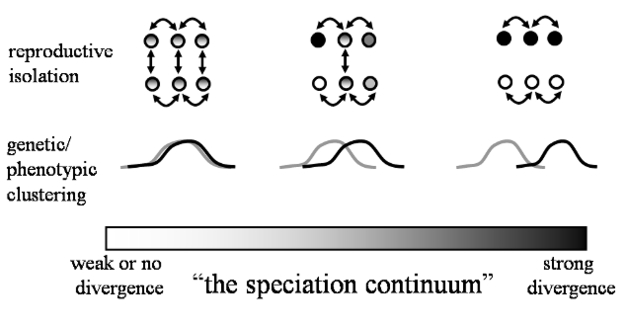 reproductive
isolation
genetic/
phenotypic
clustering
weak or no
divergence
"the speciation continuum"
strong
divergence